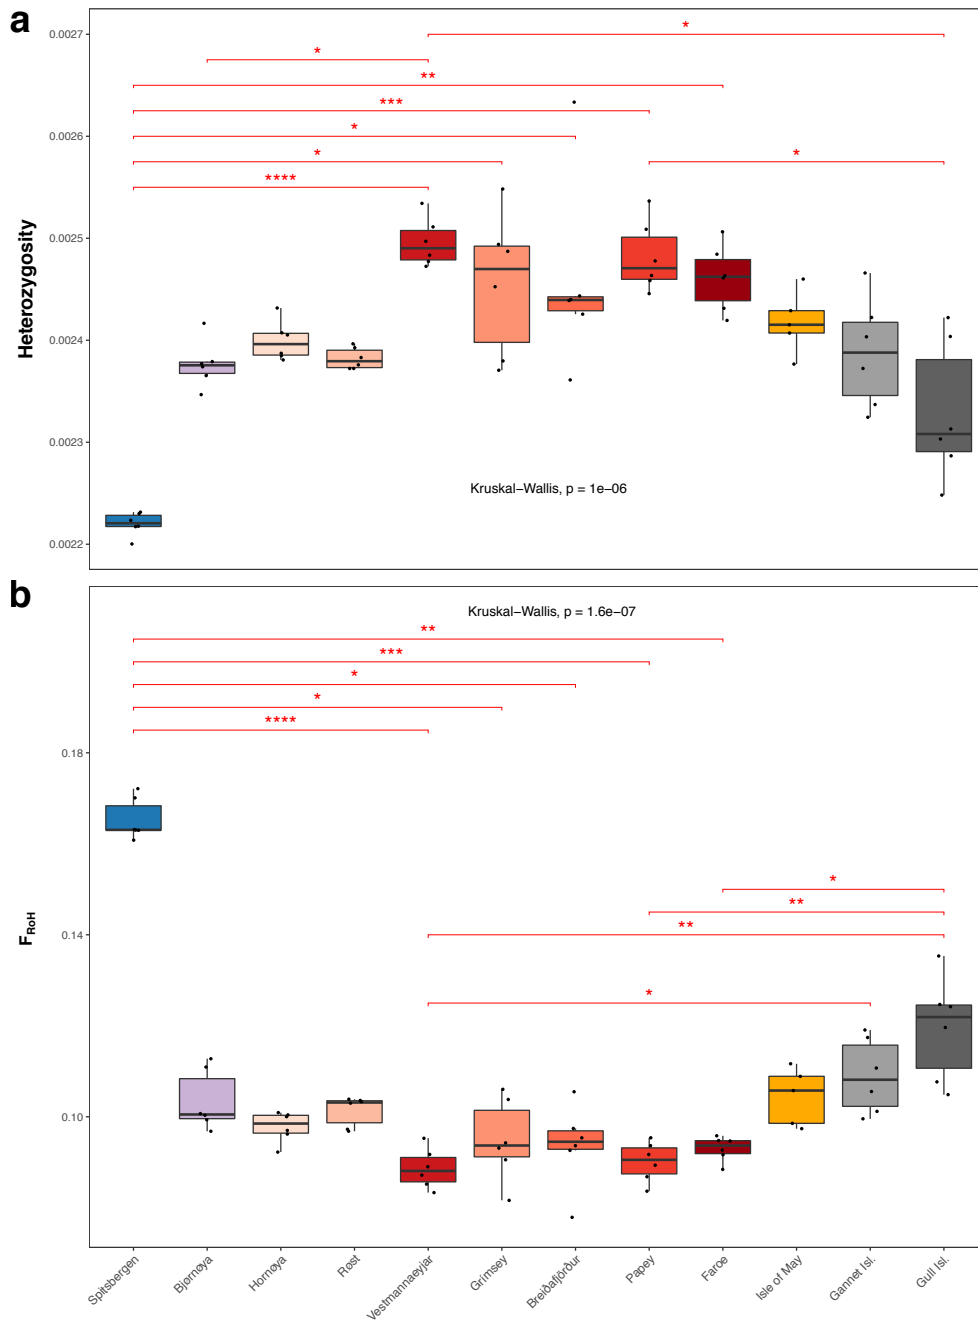 a
0.0027
0.0026
0.0025
0.0024
0.0023
0.0022
Heterozygosity
*
*
**
***
*
*
*
****
Kruskal–Wallis, p = 1e−06
b
Kruskal–Wallis, p = 1.6e−07
**
***
*
*
****
0.18
0.14
0.10
FRoH
*
**
**
*
Spitsbergen
Bjørnøya
Hornøya
Røst
Vestmannaeyjar
Grímsey
Breiðafjörður
Papey
Faroe
Isle of May
Gannet Isl.
Gull Isl.